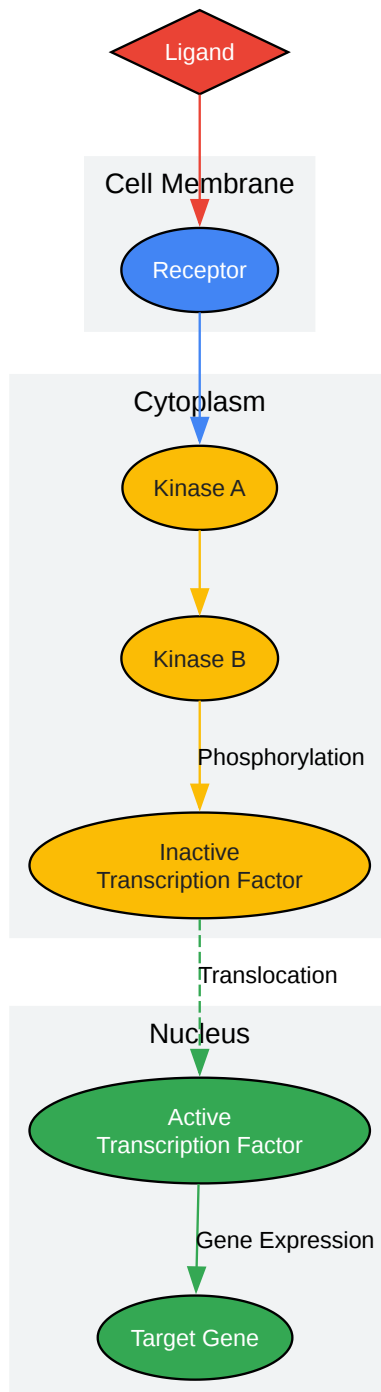 Ligand
Cell Membrane
Receptor
Cytoplasm
Kinase A
Kinase B
Phosphorylation
Inactive
Transcription Factor
Translocation
Nucleus
Active
Transcription Factor
Gene Expression
Target Gene